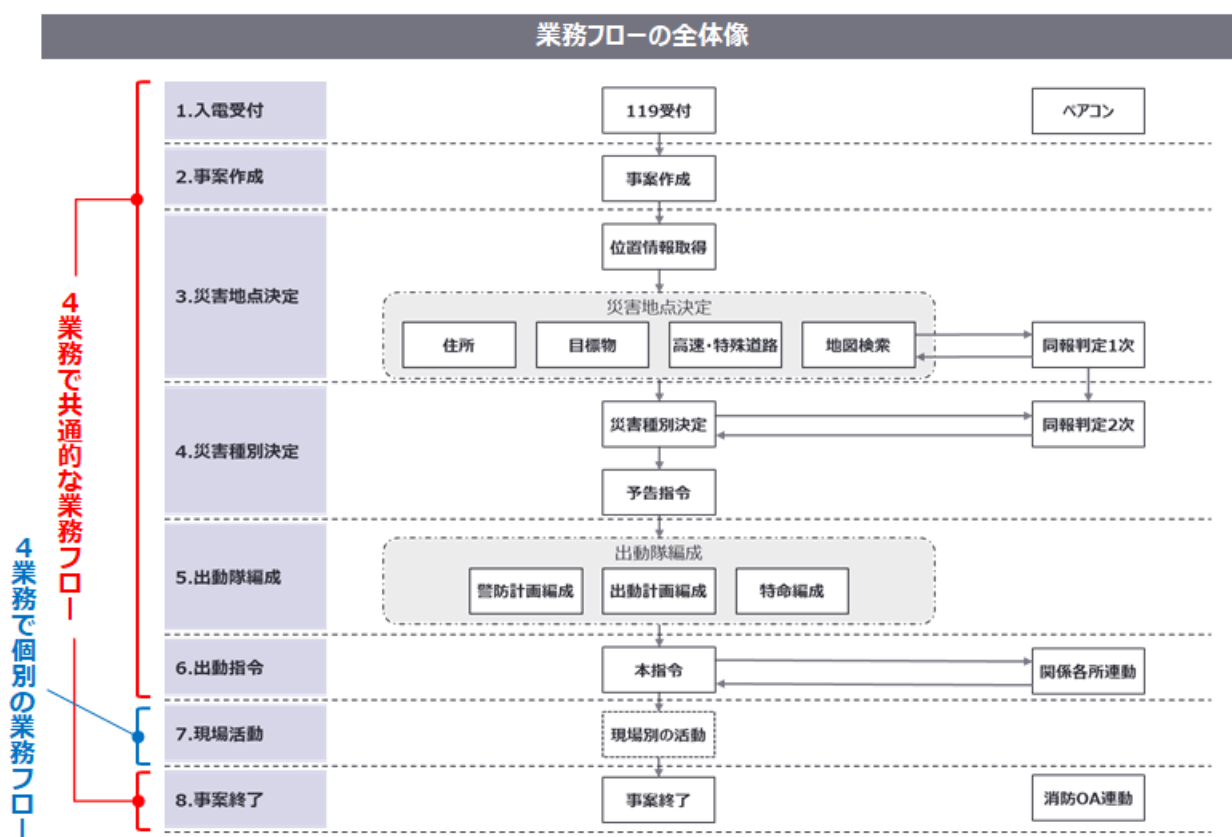 業務フローの全体像
1.入電受付
119受付
ペアコン
2.事案作成
事案作成
3.災害地点決定
位置情報取得
災害地点決定
住所
目標物
高速・特殊道路
地図検索
同報判定1次
4.災害種別決定
災害種別決定
同報判定2次
予告指令
5.出動隊編成
出動隊編成
警防計画編成
出動計画編成
特命編成
6.出動指令
本指令
関係各所連動
7.現場活動
現場別の活動
8.事案終了
事案終了
消防OA連動
4業務で共通的な業務フロー
4業務で個別の業務フロー